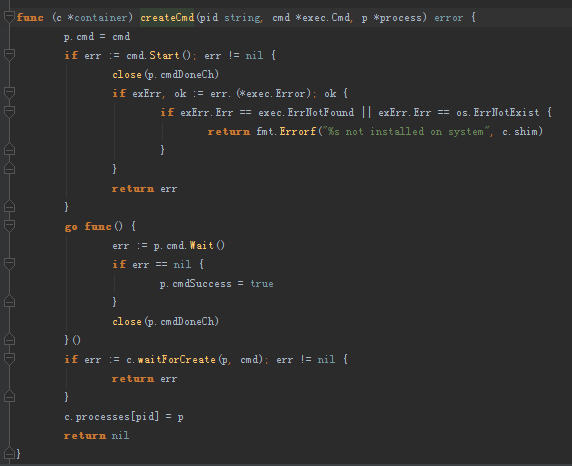 func (c *container) createCmd(pid string, cmd *exec.Cmd, p *process) error {
        p.cmd = cmd
        if err := cmd.Start(); err != nil {
                close(p.cmdDoneCh)
                if exErr, ok := err.(*exec.Error); ok {
                        if exErr.Err == exec.ErrNotFound || exErr.Err == os.ErrNotExist {
                                return fmt.Errorf("%s not installed on system", c.shim)
                        }
                }
                return err
        }
        go func() {
                err := p.cmd.Wait()
                if err == nil {
                        p.cmdSuccess = true
                }
                close(p.cmdDoneCh)
        }()
        if err := c.waitForCreate(p, cmd); err != nil {
                return err
        }
        c.processes[pid] = p
        return nil
}